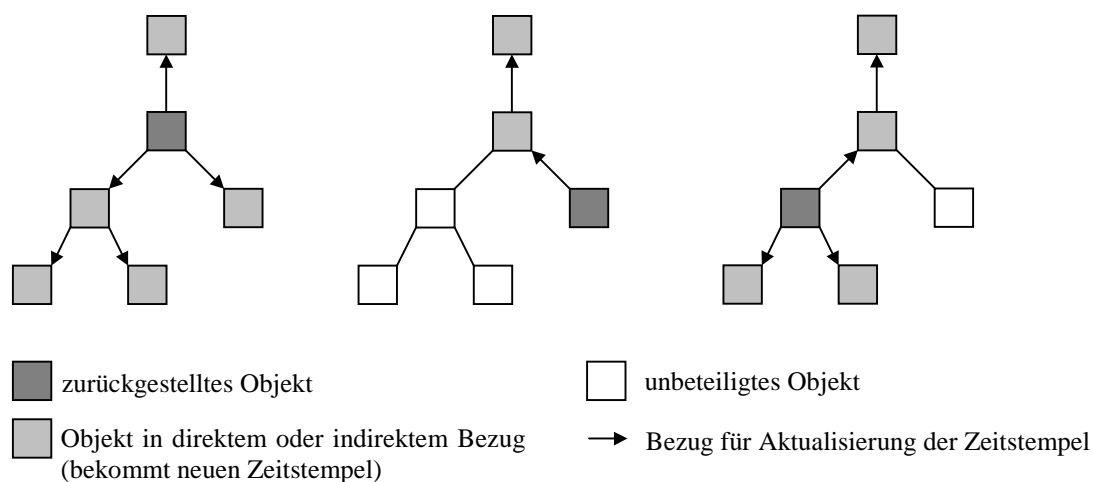 zurückgestelltes Objekt
unbeteiligtes Objekt
Objekt in direktem oder indirektem Bezug
(bekommt neuen Zeitstempel)
Bezug für Aktualisierung der Zeitstempel